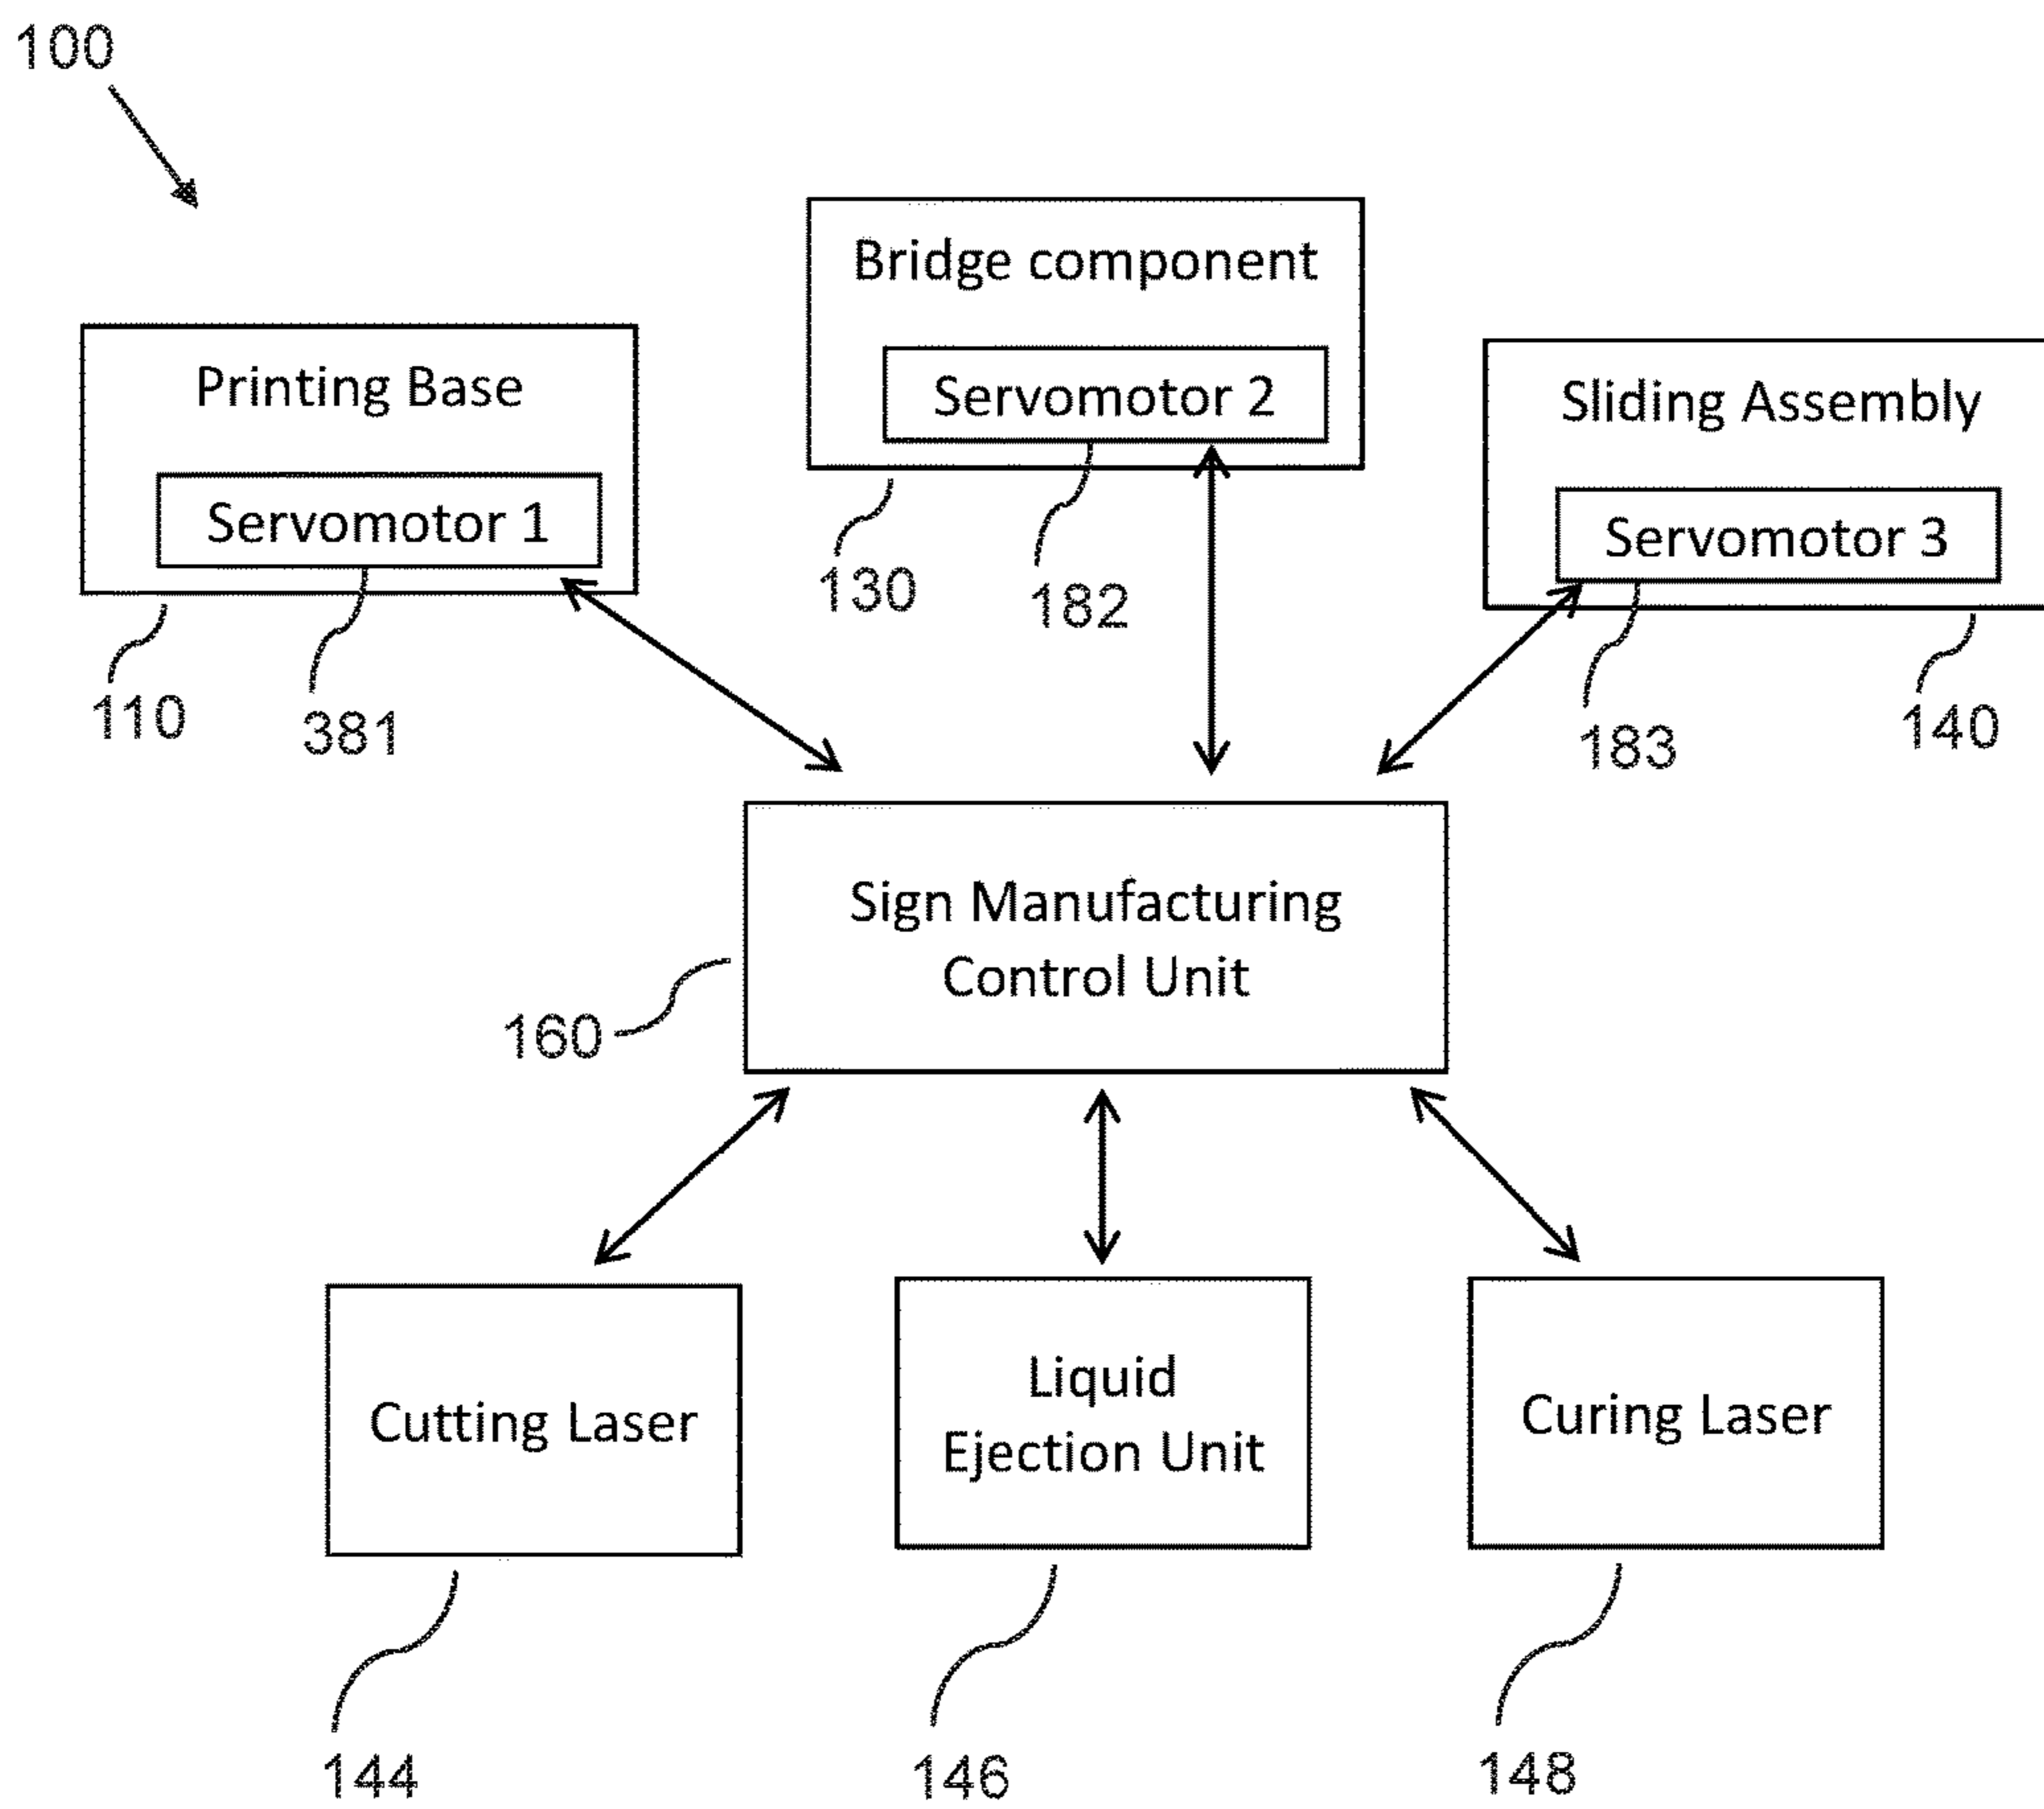 100
Bridge component
Servomotor 2
Printing Base
Servomotor 1
Sliding Assembly
Servomotor 3
130
182
110
381
183
140
Sign Manufacturing
Control Unit
160
Cutting Laser
Liquid
Ejection Unit
Curing Laser
144
146
148